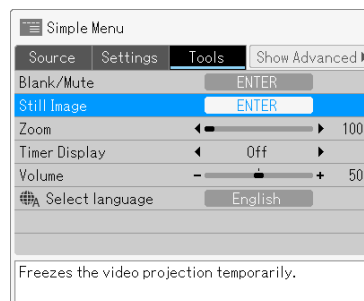 Simple Menu
Source Settings Tools Show Advanced
Blank/Mute ENTER
Still Image ENTER
Zoom 100
Timer Display Off
Volume - + 50
Select language English
Freezes the video projection temporarily.